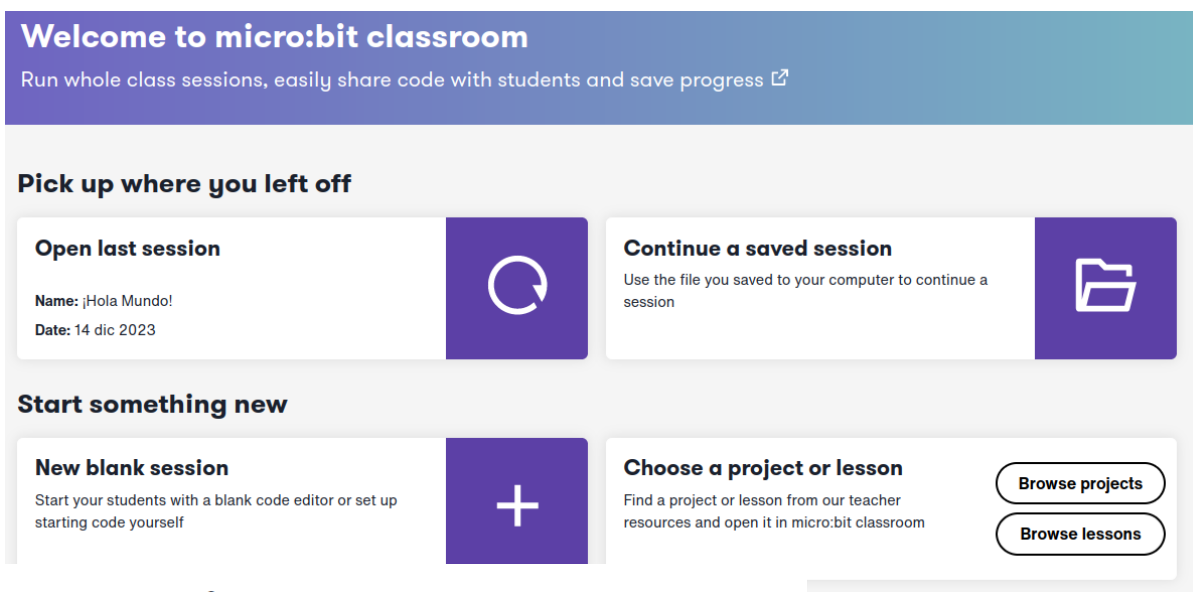 Welcome to micro:bit classroom
Run whole class sessions, easily share code with students and save progress
Pick up where you left off
Open last session
Name: ¡Hola Mundo!
Date: 14 dic 2023
Continue a saved session
Use the file you saved to your computer to continue a
session
Start something new
New blank session
Start your students with a blank code editor or set up
starting code yourself
Choose a project or lesson
Find a project or lesson from our teacher
resources and open it in micro:bit classroom
Browse projects
Browse lessons